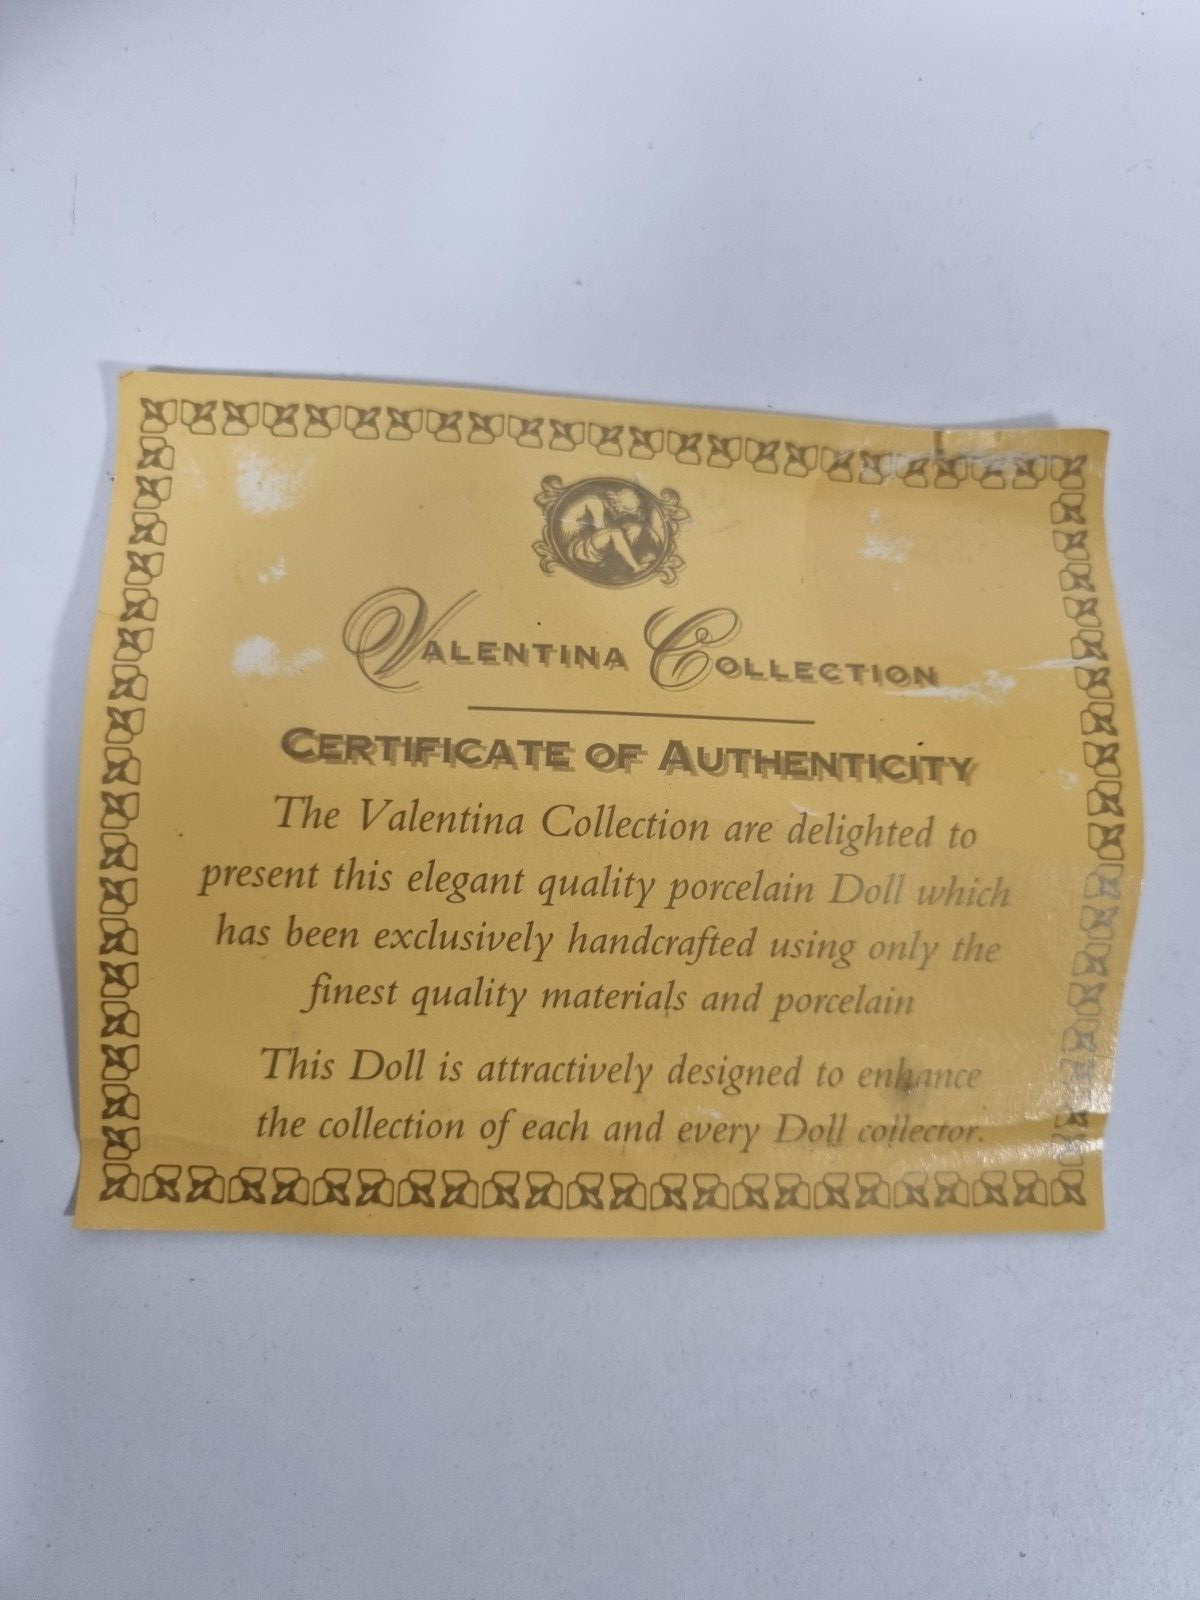 VALENTINA COLLECTION
CERTIFICATE OF AUTHENTICITY
The Valentina Collection are delighted to
present this elegant quality porcelain Doll which
has been exclusively handcrafted using only the
finest quality materials and porcelain
This Doll is attractively designed to enhance
the collection of each and every Doll collector.